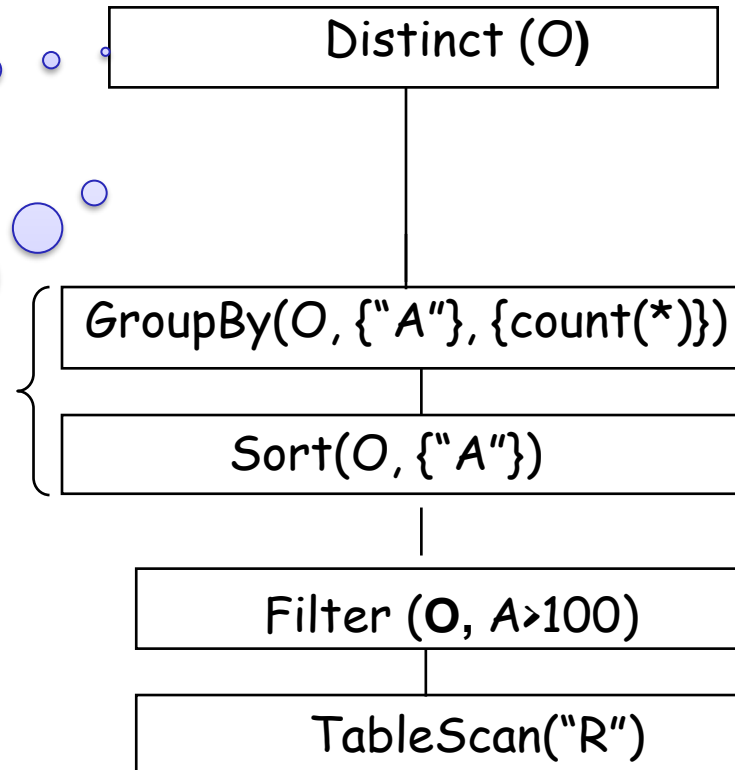 Distinct (O)
GroupBy(O, {“A”}, {count(*)})
Sort(O, {“A”})
Filter (O, A>100)
TableScan(“R”)